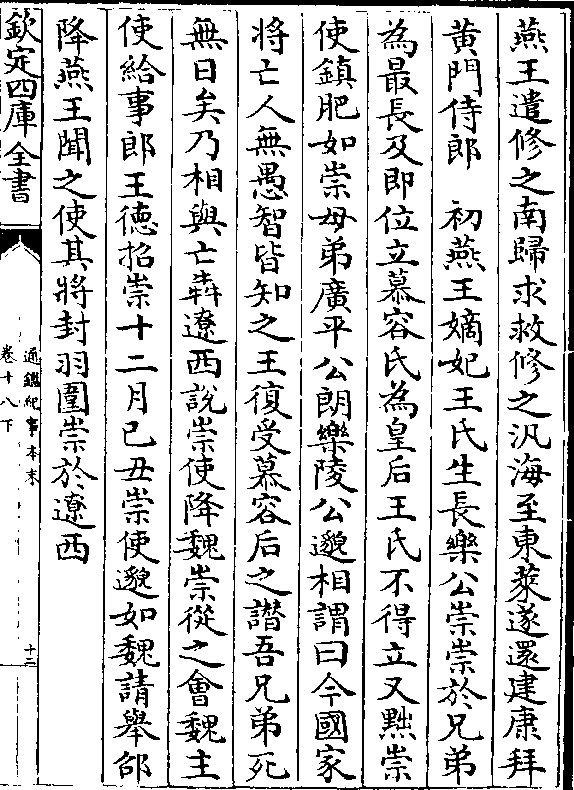 燕王遣修之南歸求救修之汎海至東萊遂還建康拜
黄門侍郎　初燕王嫡妃王氏生長樂公崇崇於兄弟
為最長及即位立慕容氏為皇后王氏不得立又黜崇
使鎮肥如崇母弟廣平公朗樂陵公邈相謂曰今國家
将亡人無愚智皆知之王復受慕容后之譖吾兄弟死
無日矣乃相與亡犇遼西説崇使降魏崇從之會魏主
使給事郎王德招崇十二月已丑崇使邈如魏請舉郃
降燕王聞之使其將封羽圍崇於遼西
欽定四庫全書
通鑑紀事本末
卷十八下
十二